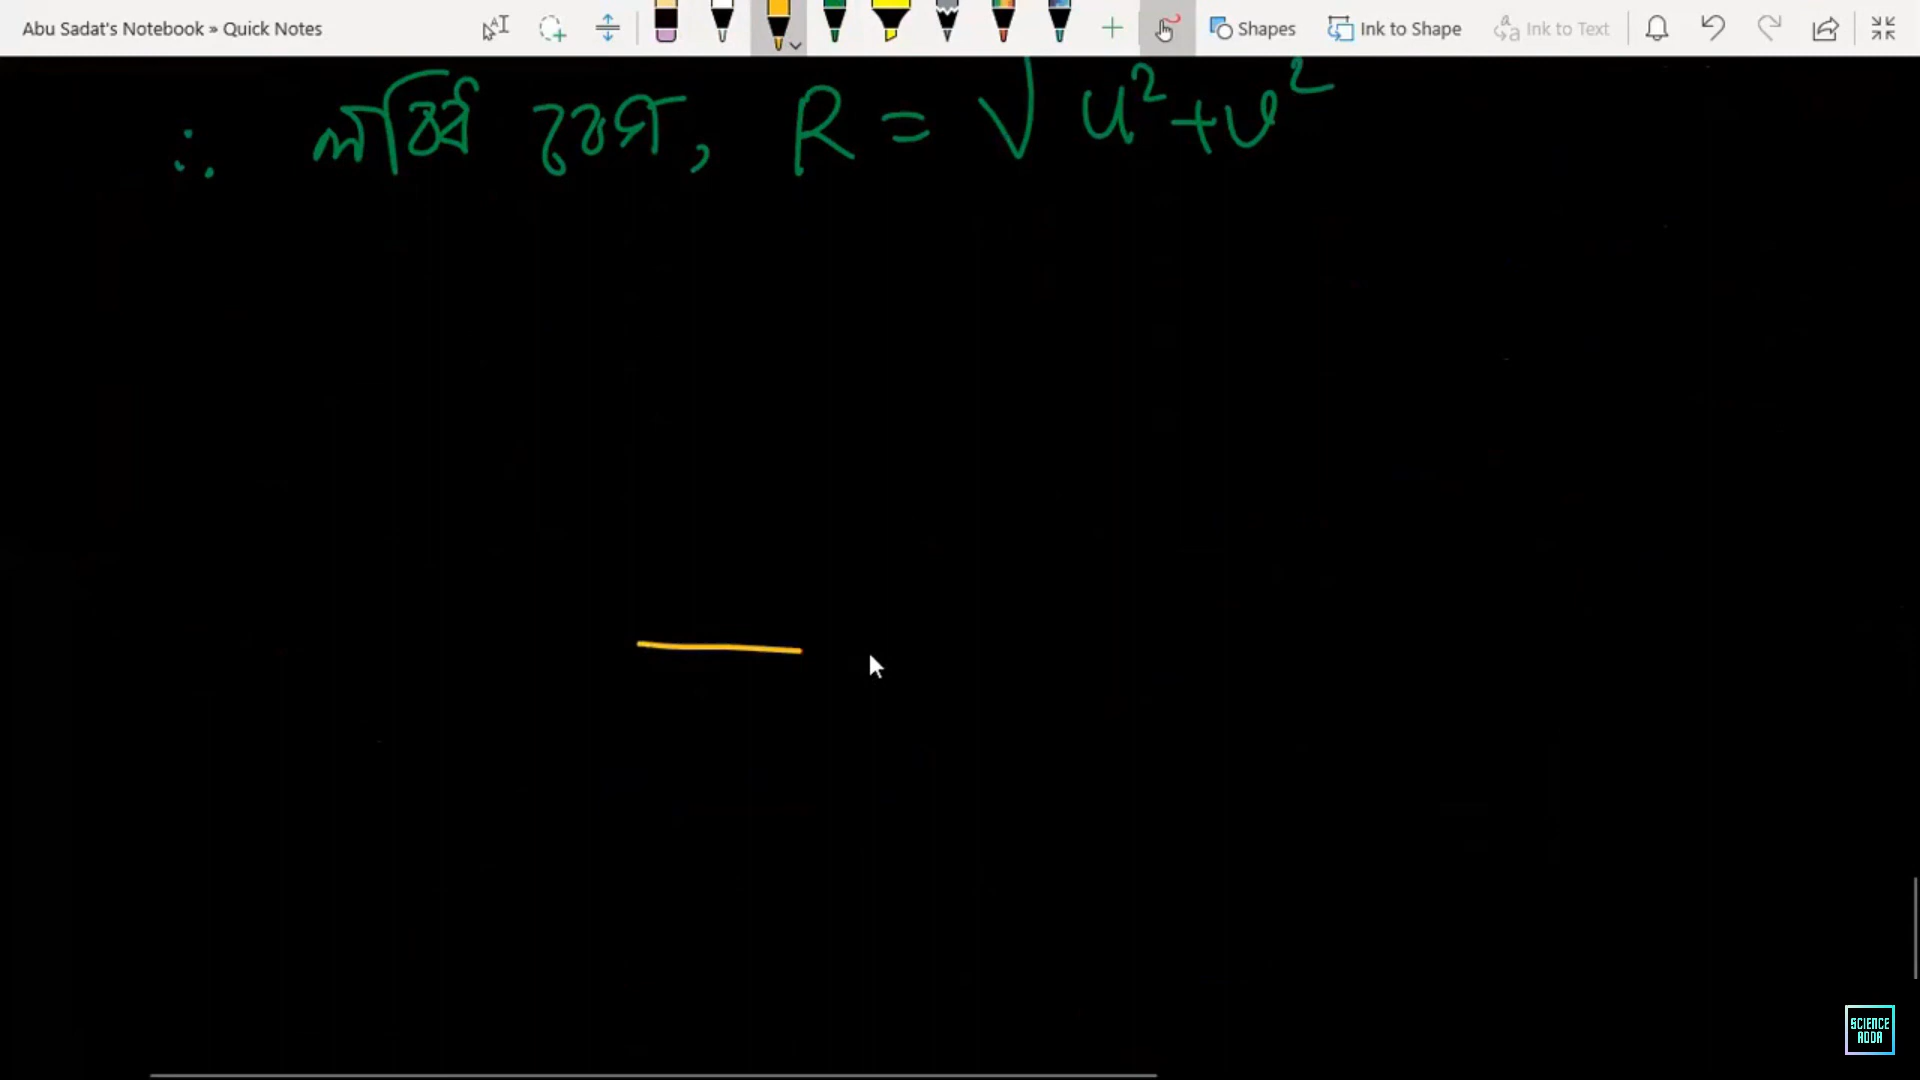 Abu Sadat's Notebook » Quick Notes
Shapes
Ink to Shape
Ink to Text
∴ লব্ধি বেগ, R = √ u² + v²
SCIENCE
ADDA